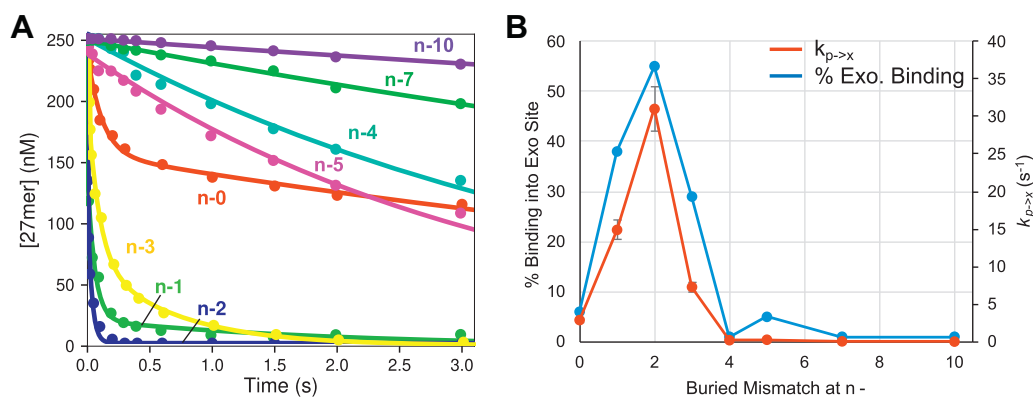 A
250
200
150
100
50
0
[27mer] (nM)
n-10
n-7
n-4
n-5
n-0
n-3
n-1
n-2
0.0 0.5 1.0 1.5 2.0 2.5 3.0
Time (s)
B
60
50
40
30
20
10
0
% Binding into Exo Site
kp->x
% Exo. Binding
40
35
30
25
20
15
10
5
0
kp->x (s-1)
0 2 4 6 8 10
Buried Mismatch at n -